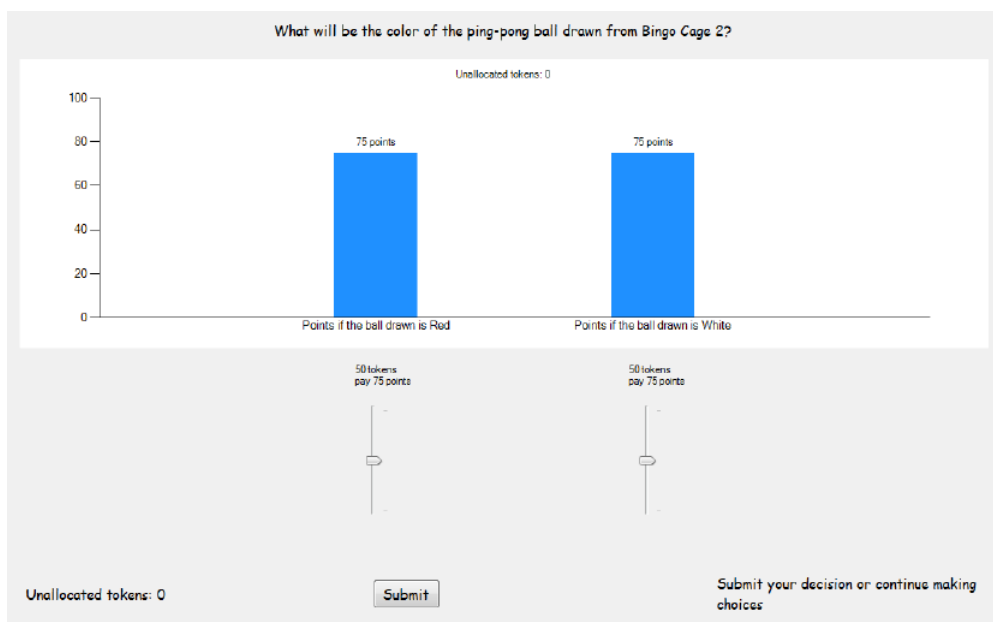 What will be the color of the ping-pong ball drawn from Bingo Cage 2?
Unallocated tokens: 0
100
80
60
40
20
0
75 points
75 points
Points if the ball drawn is Red
Points if the ball drawn is White
50 tokens
pay 75 points
50 tokens
pay 75 points
Unallocated tokens: 0
Submit
Submit your decision or continue making
choices